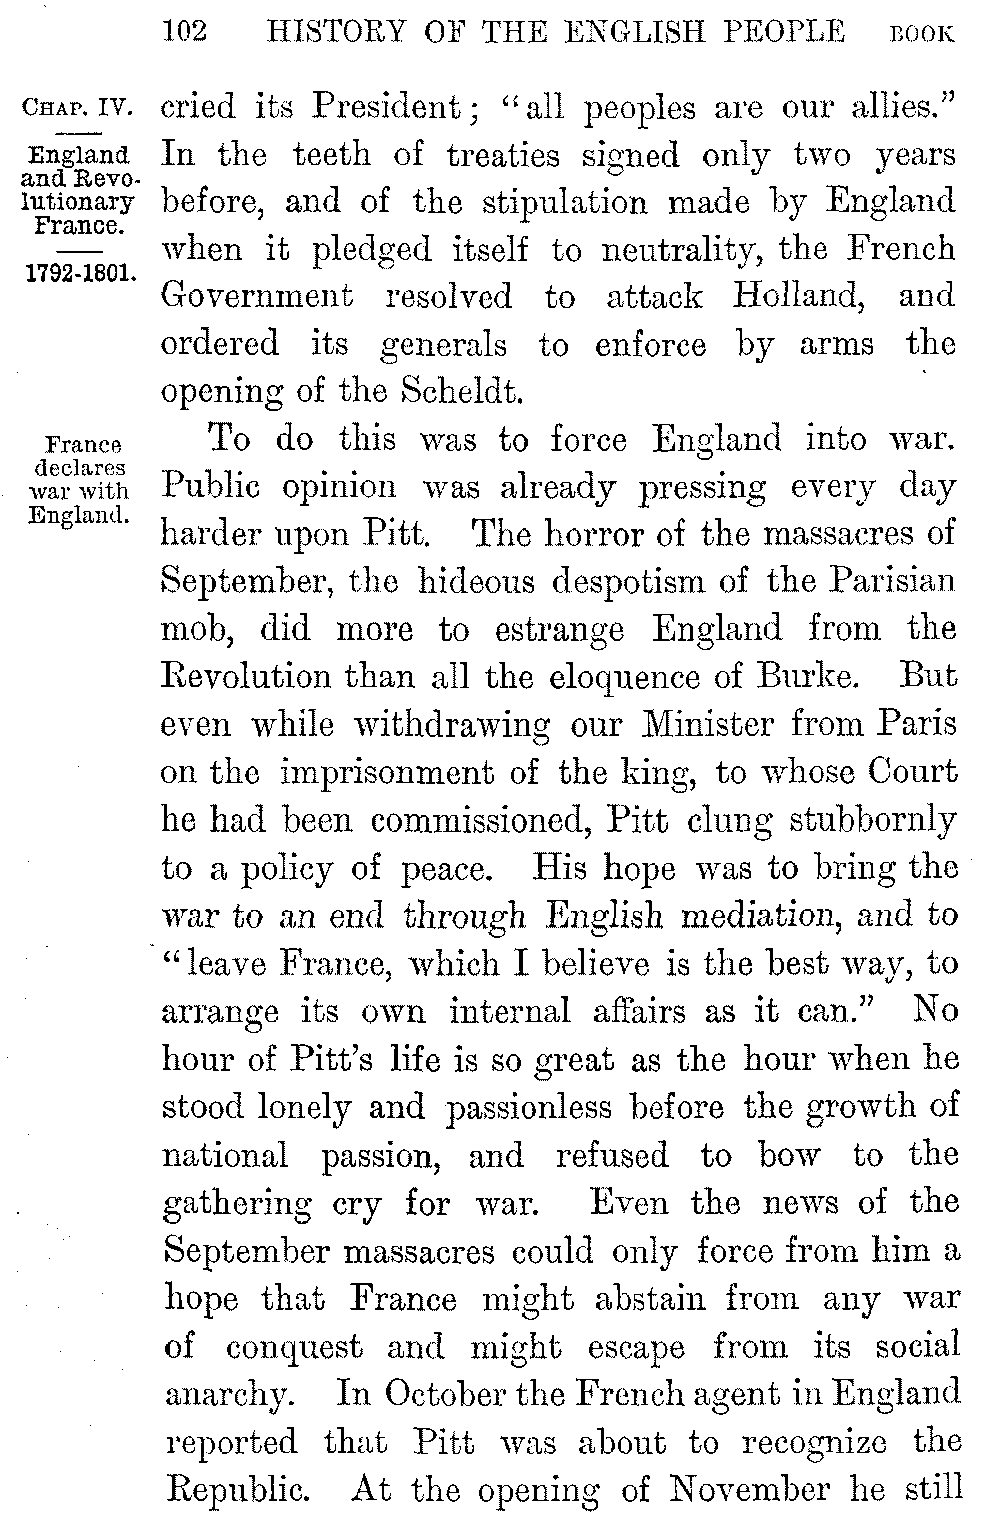 102 HISTORY OF THE ENGLISH PEOPLE BOOK
CHAP. IV.
England
and Revo-
lutionary
France.
1792-1801.
cried its President; “all peoples are our allies.”
In the teeth of treaties signed only two years
before, and of the stipulation made by England
when it pledged itself to neutrality, the French
Government resolved to attack Holland, and
ordered its generals to enforce by arms the
opening of the Scheldt.
France
declares
war with
England.
To do this was to force England into war.
Public opinion was already pressing every day
harder upon Pitt. The horror of the massacres of
September, the hideous despotism of the Parisian
mob, did more to estrange England from the
Revolution than all the eloquence of Burke. But
even while withdrawing our Minister from Paris
on the imprisonment of the king, to whose Court
he had been commissioned, Pitt clung stubbornly
to a policy of peace. His hope was to bring the
war to an end through English mediation, and to
“leave France, which I believe is the best way, to
arrange its own internal affairs as it can.” No
hour of Pitt’s life is so great as the hour when he
stood lonely and passionless before the growth of
national passion, and refused to bow to the
gathering cry for war. Even the news of the
September massacres could only force from him a
hope that France might abstain from any war
of conquest and might escape from its social
anarchy. In October the French agent in England
reported that Pitt was about to recognize the
Republic. At the opening of November he still